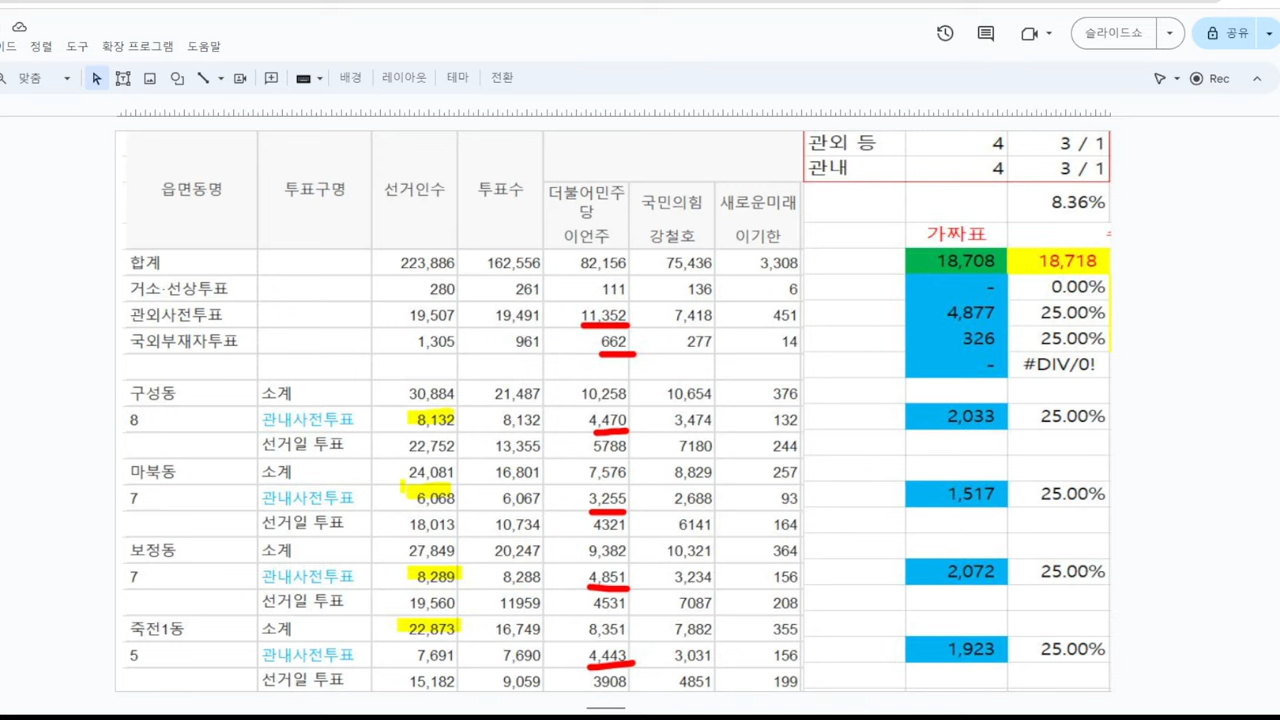 이드 정렬 도구 확장 프로그램 도움말
슬라이드쇼 공유
맞춤 배경 레이아웃 테마 전환 Rec
관외 등 4 3 / 1
관내 4 3 / 1
읍면동명 투표구명 선거인수 투표수 더불어민주당 이언주 국민의힘 강철호 새로운미래 이기한
8.36%
가짜표
합계 223,886 162,556 82,156 75,436 3,308 18,708 18,718
거소·선상투표 280 261 111 136 6 - 0.00%
관외사전투표 19,507 19,491 11,352 7,418 451 4,877 25.00%
국외부재자투표 1,305 961 662 277 14 326 25.00%
- #DIV/0!
구성동 소계 30,884 21,487 10,258 10,654 376
8 관내사전투표 8,132 8,132 4,470 3,474 132 2,033 25.00%
선거일 투표 22,752 13,355 5788 7180 244
마북동 소계 24,081 16,801 7,576 8,829 257
7 관내사전투표 6,068 6,067 3,255 2,688 93 1,517 25.00%
선거일 투표 18,013 10,734 4321 6141 164
보정동 소계 27,849 20,247 9,382 10,321 364
7 관내사전투표 8,289 8,288 4,851 3,234 156 2,072 25.00%
선거일 투표 19,560 11959 4531 7087 208
죽전1동 소계 22,873 16,749 8,351 7,882 355
5 관내사전투표 7,691 7,690 4,443 3,031 156 1,923 25.00%
선거일 투표 15,182 9,059 3908 4851 199